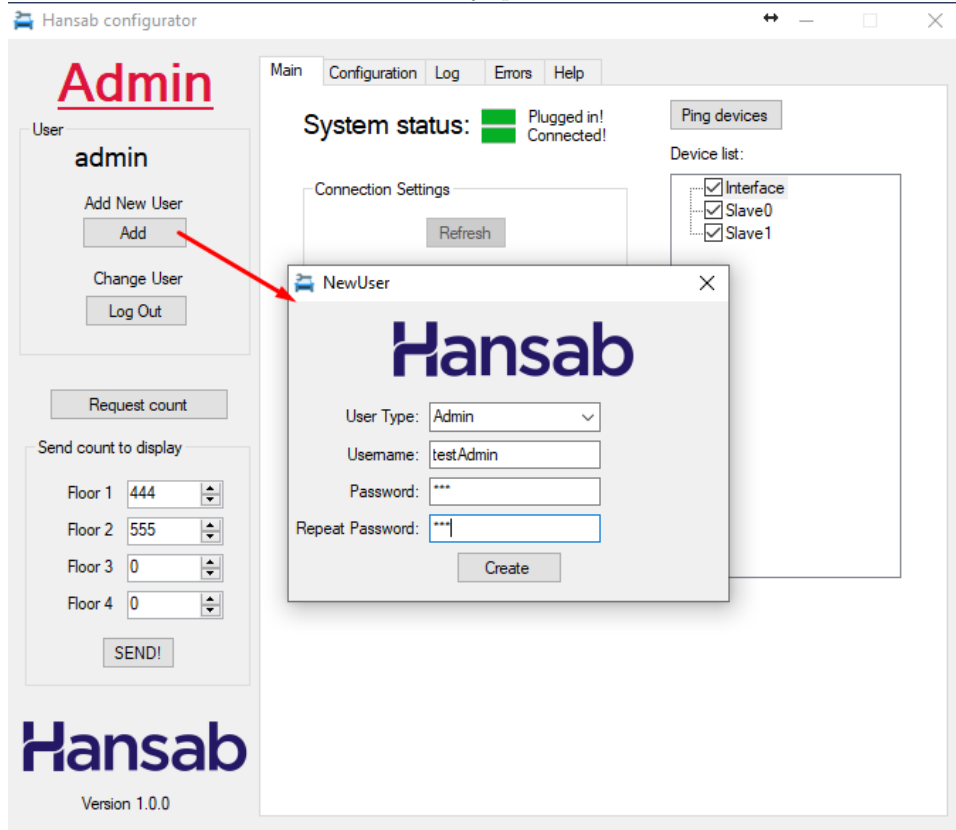 Hansab configurator
Admin
User
admin
Add New User
Add
Change User
Log Out
Request count
Send count to display
Floor 1 444
Floor 2 555
Floor 3 0
Floor 4 0
SEND!
Hansab
Version 1.0.0
Main Configuration Log Errors Help
System status:
Plugged in!
Connected!
Connection Settings
Refresh
Ping devices
Device list:
Interface
Slave0
Slave1
NewUser
Hansab
User Type: Admin
Username: testAdmin
Password: ***
Repeat Password: ***
Create